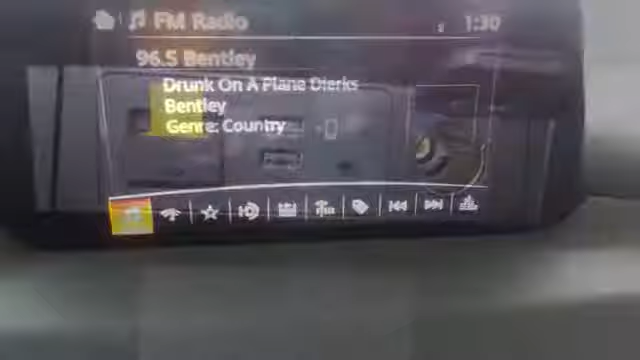 FM Radio
1:30
96.5 Bentley
Drunk On A Plane Dierks
Bentley
Genre: Country